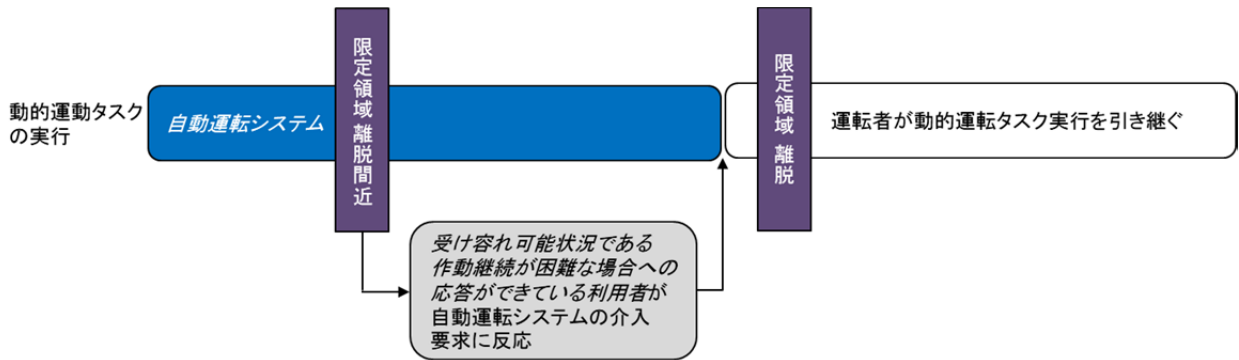 動的運動タスク
の実行
自動運転システム
限定領域 離脱間近
受け容れ可能状況である
作動継続が困難な場合への
応答ができている利用者が
自動運転システムの介入
要求に反応
限定領域 離脱
運転者が動的運転タスク実行を引き継ぐ